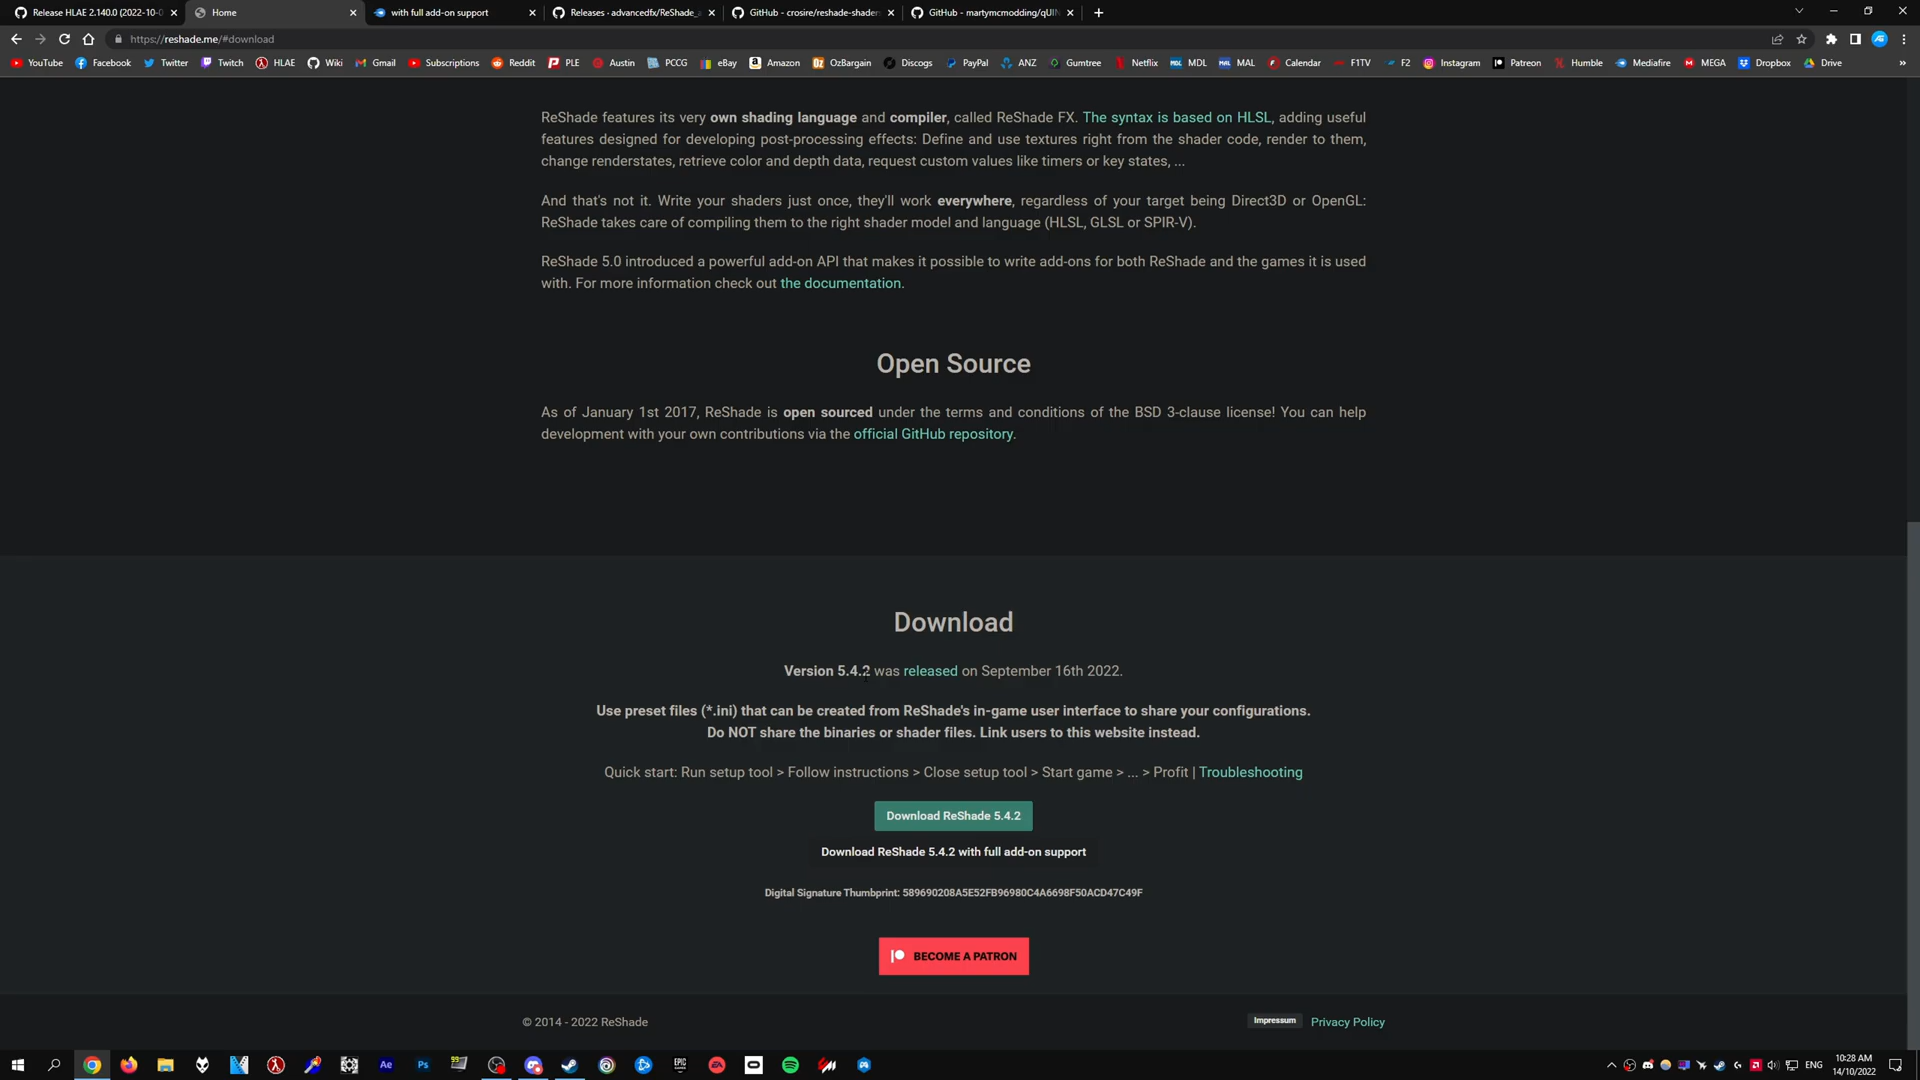 Release HLAE 2.140.0 (2022-10-0
Home
with full add-on support
Releases · advancedfx/ReShade_a
GitHub - crosire/reshade-shader
GitHub - martymcmodding/qUIN
https://reshade.me/#download
YouTube Facebook Twitter Twitch HLAE Wiki Gmail Subscriptions Reddit PLE Austin PCCG eBay Amazon OzBargain Discogs PayPal ANZ Gumtree Netflix MDL MAL Calendar F1TV F2 Instagram Patreon Humble Mediafire MEGA Dropbox Drive
ReShade features its very own shading language and compiler, called ReShade FX. The syntax is based on HLSL, adding useful
features designed for developing post-processing effects: Define and use textures right from the shader code, render to them,
change renderstates, retrieve color and depth data, request custom values like timers or key states, ...
And that's not it. Write your shaders just once, they'll work everywhere, regardless of your target being Direct3D or OpenGL:
ReShade takes care of compiling them to the right shader model and language (HLSL, GLSL or SPIR-V).
ReShade 5.0 introduced a powerful add-on API that makes it possible to write add-ons for both ReShade and the games it is used
with. For more information check out the documentation.
Open Source
As of January 1st 2017, ReShade is open sourced under the terms and conditions of the BSD 3-clause license! You can help
development with your own contributions via the official GitHub repository.
Download
Version 5.4.2 was released on September 16th 2022.
Use preset files (*.ini) that can be created from ReShade's in-game user interface to share your configurations.
Do NOT share the binaries or shader files. Link users to this website instead.
Quick start: Run setup tool > Follow instructions > Close setup tool > Start game > ... > Profit | Troubleshooting
Download ReShade 5.4.2
Download ReShade 5.4.2 with full add-on support
Digital Signature Thumbprint: 589690208A5E52FB96980C4A6698F50ACD47C49F
BECOME A PATRON
© 2014 - 2022 ReShade
Impressum Privacy Policy
Ae Ps EPIC EA
ENG
10:28 AM
14/10/2022